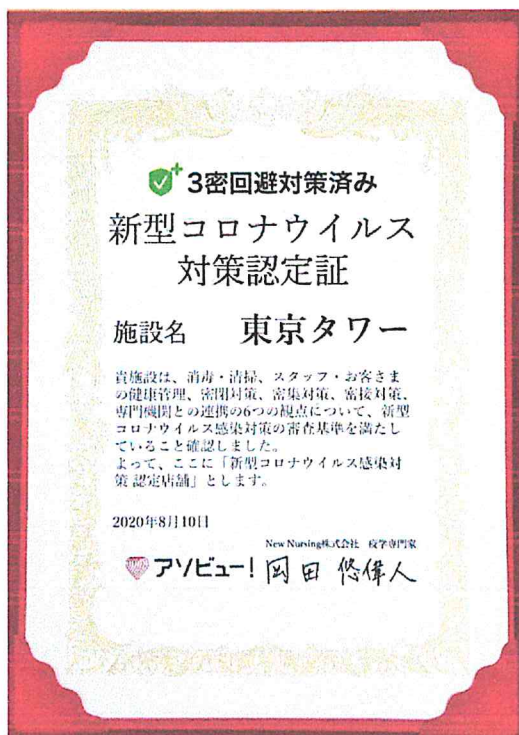 3密回避対策済み
新型コロナウイルス
対策認定証
施設名 東京タワー
貴施設は、消毒・清掃、スタッフ・お客さま
の健康管理、密閉対策、密集対策、密接対策、
専門機関との連携の6つの視点について、新型
コロナウイルス感染対策の審査基準を満たし
ていること確認しました。
よって、ここに「新型コロナウイルス感染対
策 認定店舗」とします。
2020年8月10日
New Nursing株式会社 疫学専門家
アソビュー! 岡田 悠偉人